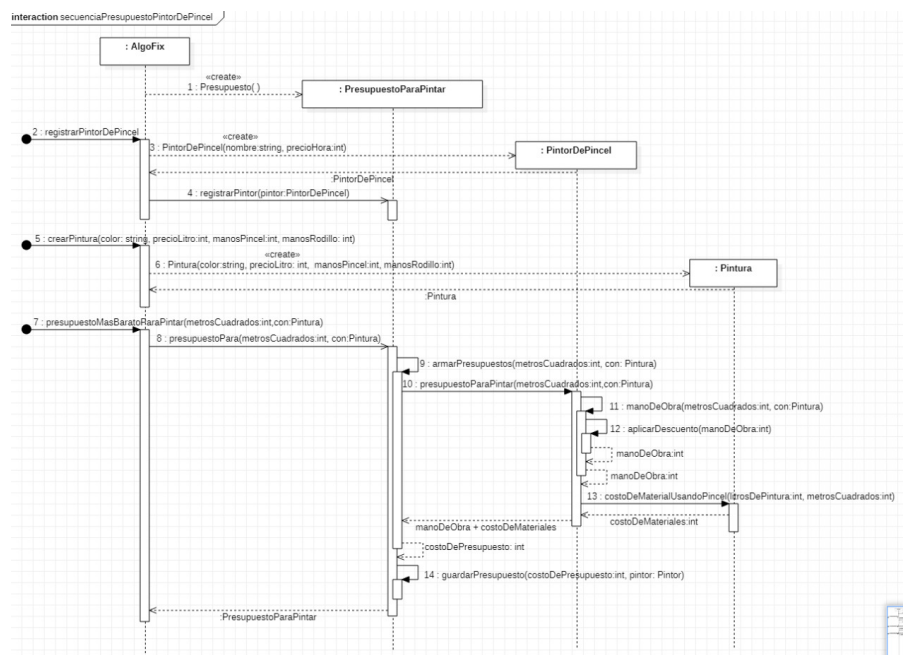 interaction secuenciaPresupuestoPintorDePincel
: AlgoFix
«create»
1 : Presupuesto( )
: PresupuestoParaPintar
2 : registrarPintorDePincel
«create»
3 : PintorDePincel(nombre:string, precioHora:int)
: PintorDePincel
:PintorDePincel
4 : registrarPintor(pintor:PintorDePincel)
5 : crearPintura(color: string, precioLitro:int, manosPincel:int, manosRodillo: int)
«create»
6 : Pintura(color:string, precioLitro: int, manosPincel:int, manosRodillo:int)
: Pintura
:Pintura
7 : presupuestoMasBaratoParaPintar(metrosCuadrados:int,con:Pintura)
8 : presupuestoPara(metrosCuadrados:int, con:Pintura)
9 : armarPresupuestos(metrosCuadrados:int, con: Pintura)
10 : presupuestoParaPintar(metrosCuadrados:int,con:Pintura)
11 : manoDeObra(metrosCuadrados:int, con:Pintura)
12 : aplicarDescuento(manoDeObra:int)
manoDeObra:int
manoDeObra:int
13 : costoDeMaterialUsandoPincel(litrosDePintura:int, metrosCuadrados:int)
costoDeMateriales:int
manoDeObra + costoDeMateriales
costoDePresupuesto: int
14 : guardarPresupuesto(costoDePresupuesto:int, pintor: Pintor)
:PresupuestoParaPintar